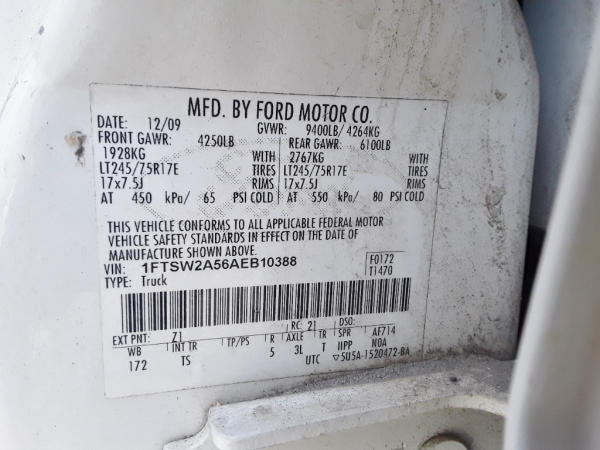 MFD. BY FORD MOTOR CO.
DATE: 12/09 GVWR: 9400LB/ 4264KG
FRONT GAWR: 4250LB REAR GAWR: 6100LB
1928KG WITH 2767KG WITH
LT245/75R17E TIRES LT245/75R17E TIRES
17x7.5J RIMS 17x7.5J RIMS
AT 450 kPa/ 65 PSI COLD AT 550 kPa/ 80 PSI COLD
THIS VEHICLE CONFORMS TO ALL APPLICABLE FEDERAL MOTOR
VEHICLE SAFETY STANDARDS IN EFFECT ON THE DATE OF
MANUFACTURE SHOWN ABOVE.
VIN: 1FTSW2A56AEB10388 F0172
TYPE: Truck T1470
EXT PNT: Z1 RC: 21 DSO:
WB INT TR TP/PS R AXLE TR SPR AF714
172 TS 5 3L T IIPP NOA
UTC ▽5U5A-1520472-BA